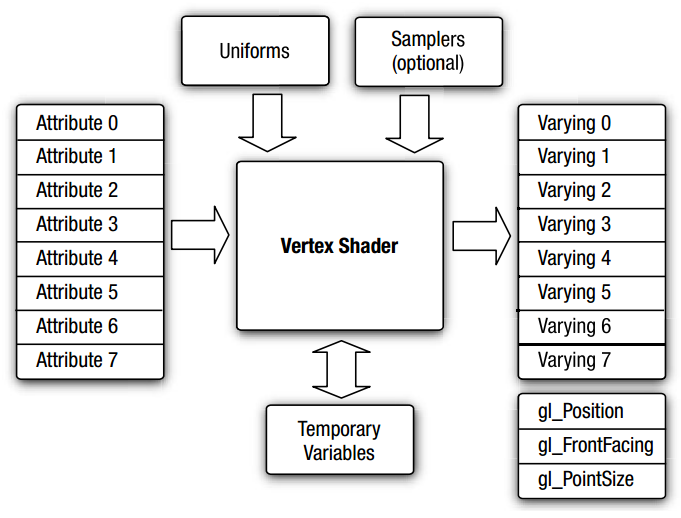 Uniforms
Samplers
(optional)
Attribute 0
Attribute 1
Attribute 2
Attribute 3
Attribute 4
Attribute 5
Attribute 6
Attribute 7
Vertex Shader
Varying 0
Varying 1
Varying 2
Varying 3
Varying 4
Varying 5
Varying 6
Varying 7
Temporary
Variables
gl_Position
gl_FrontFacing
gl_PointSize